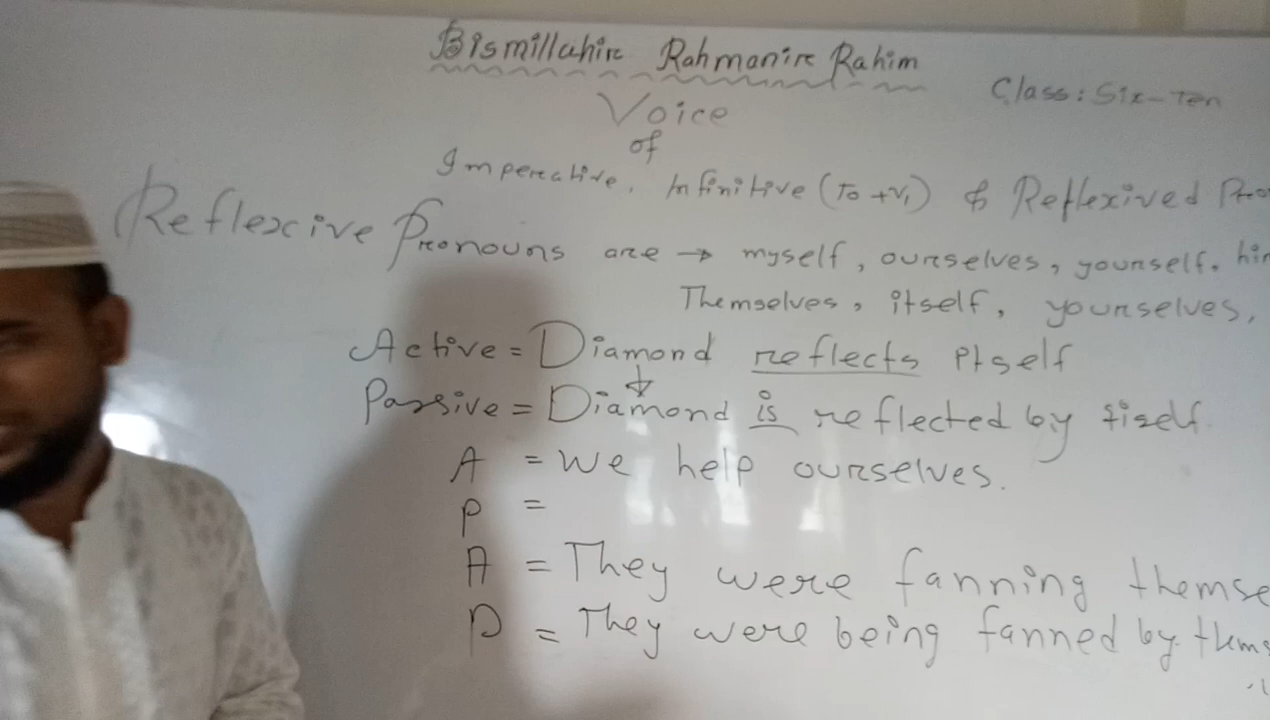 Bismillahir Rahmanir Rahim
Class: Six-Ten
Voice
of
Imperative, Infinitive (To +V1) & Reflexived
Reflexive Pronouns are → myself, ourselves, yourself,
Themselves, itself, yourselves,
Active = Diamond reflects itself
Passive = Diamond is reflected by
A = We help ourselves.
P =
A = They were fanning themse
P = They were being fanned by thems